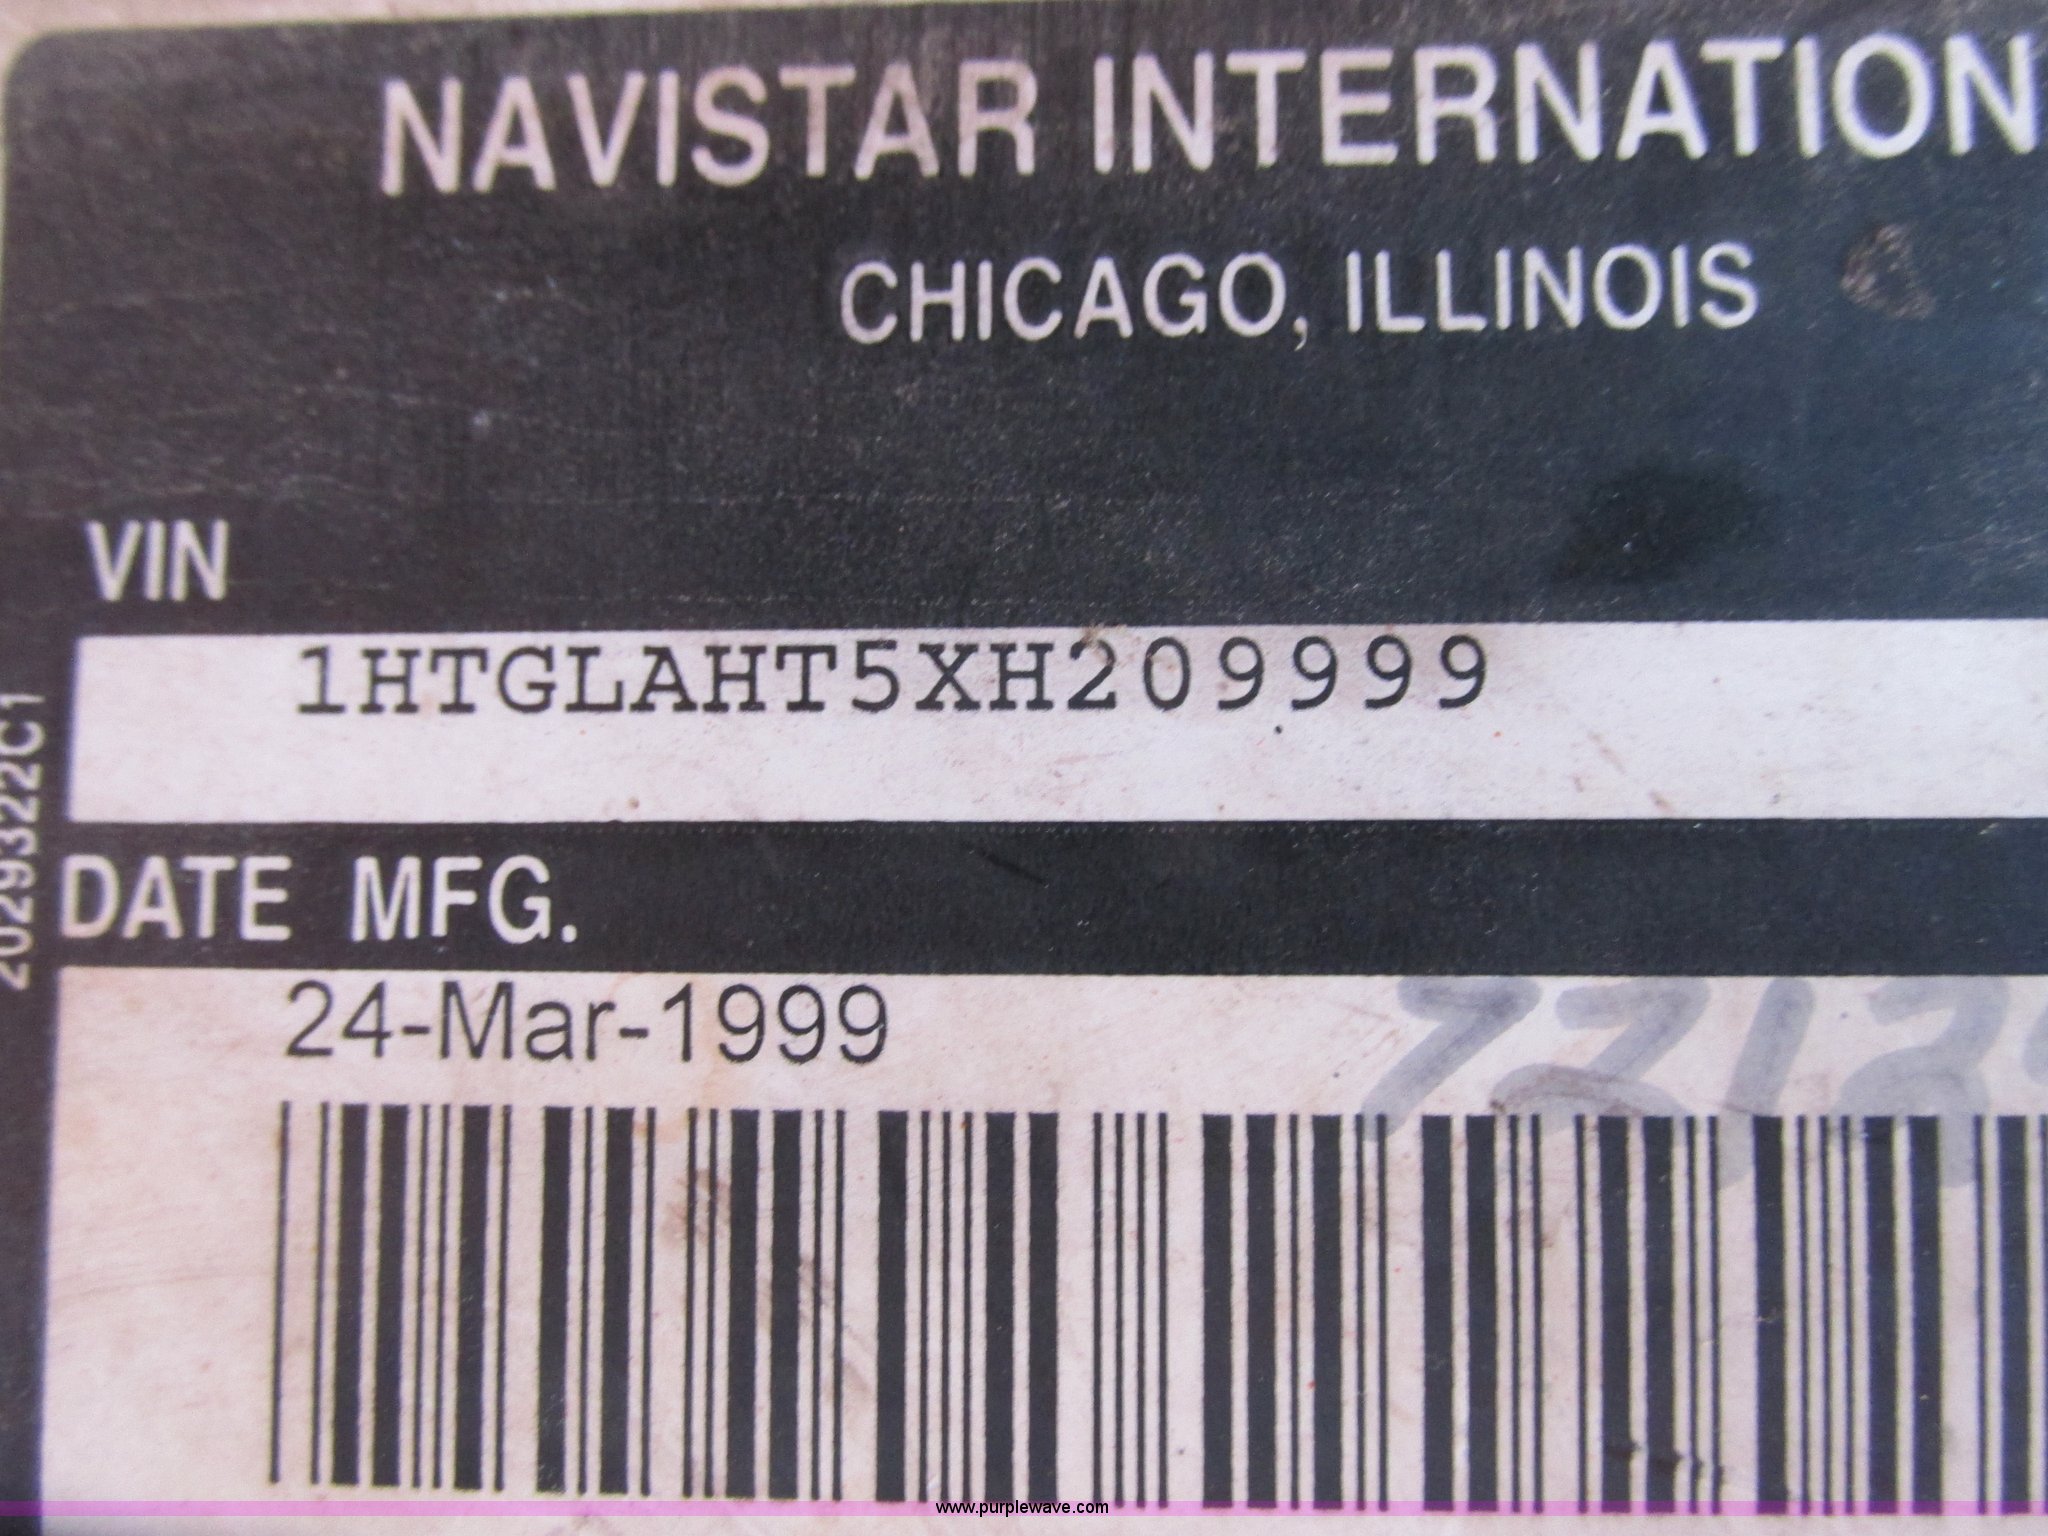 NAVISTAR INTERNATION
CHICAGO, ILLINOIS
VIN
1HTGLAHT5XH209999
2029322C1
DATE MFG.
24-Mar-1999
www.purplewave.com